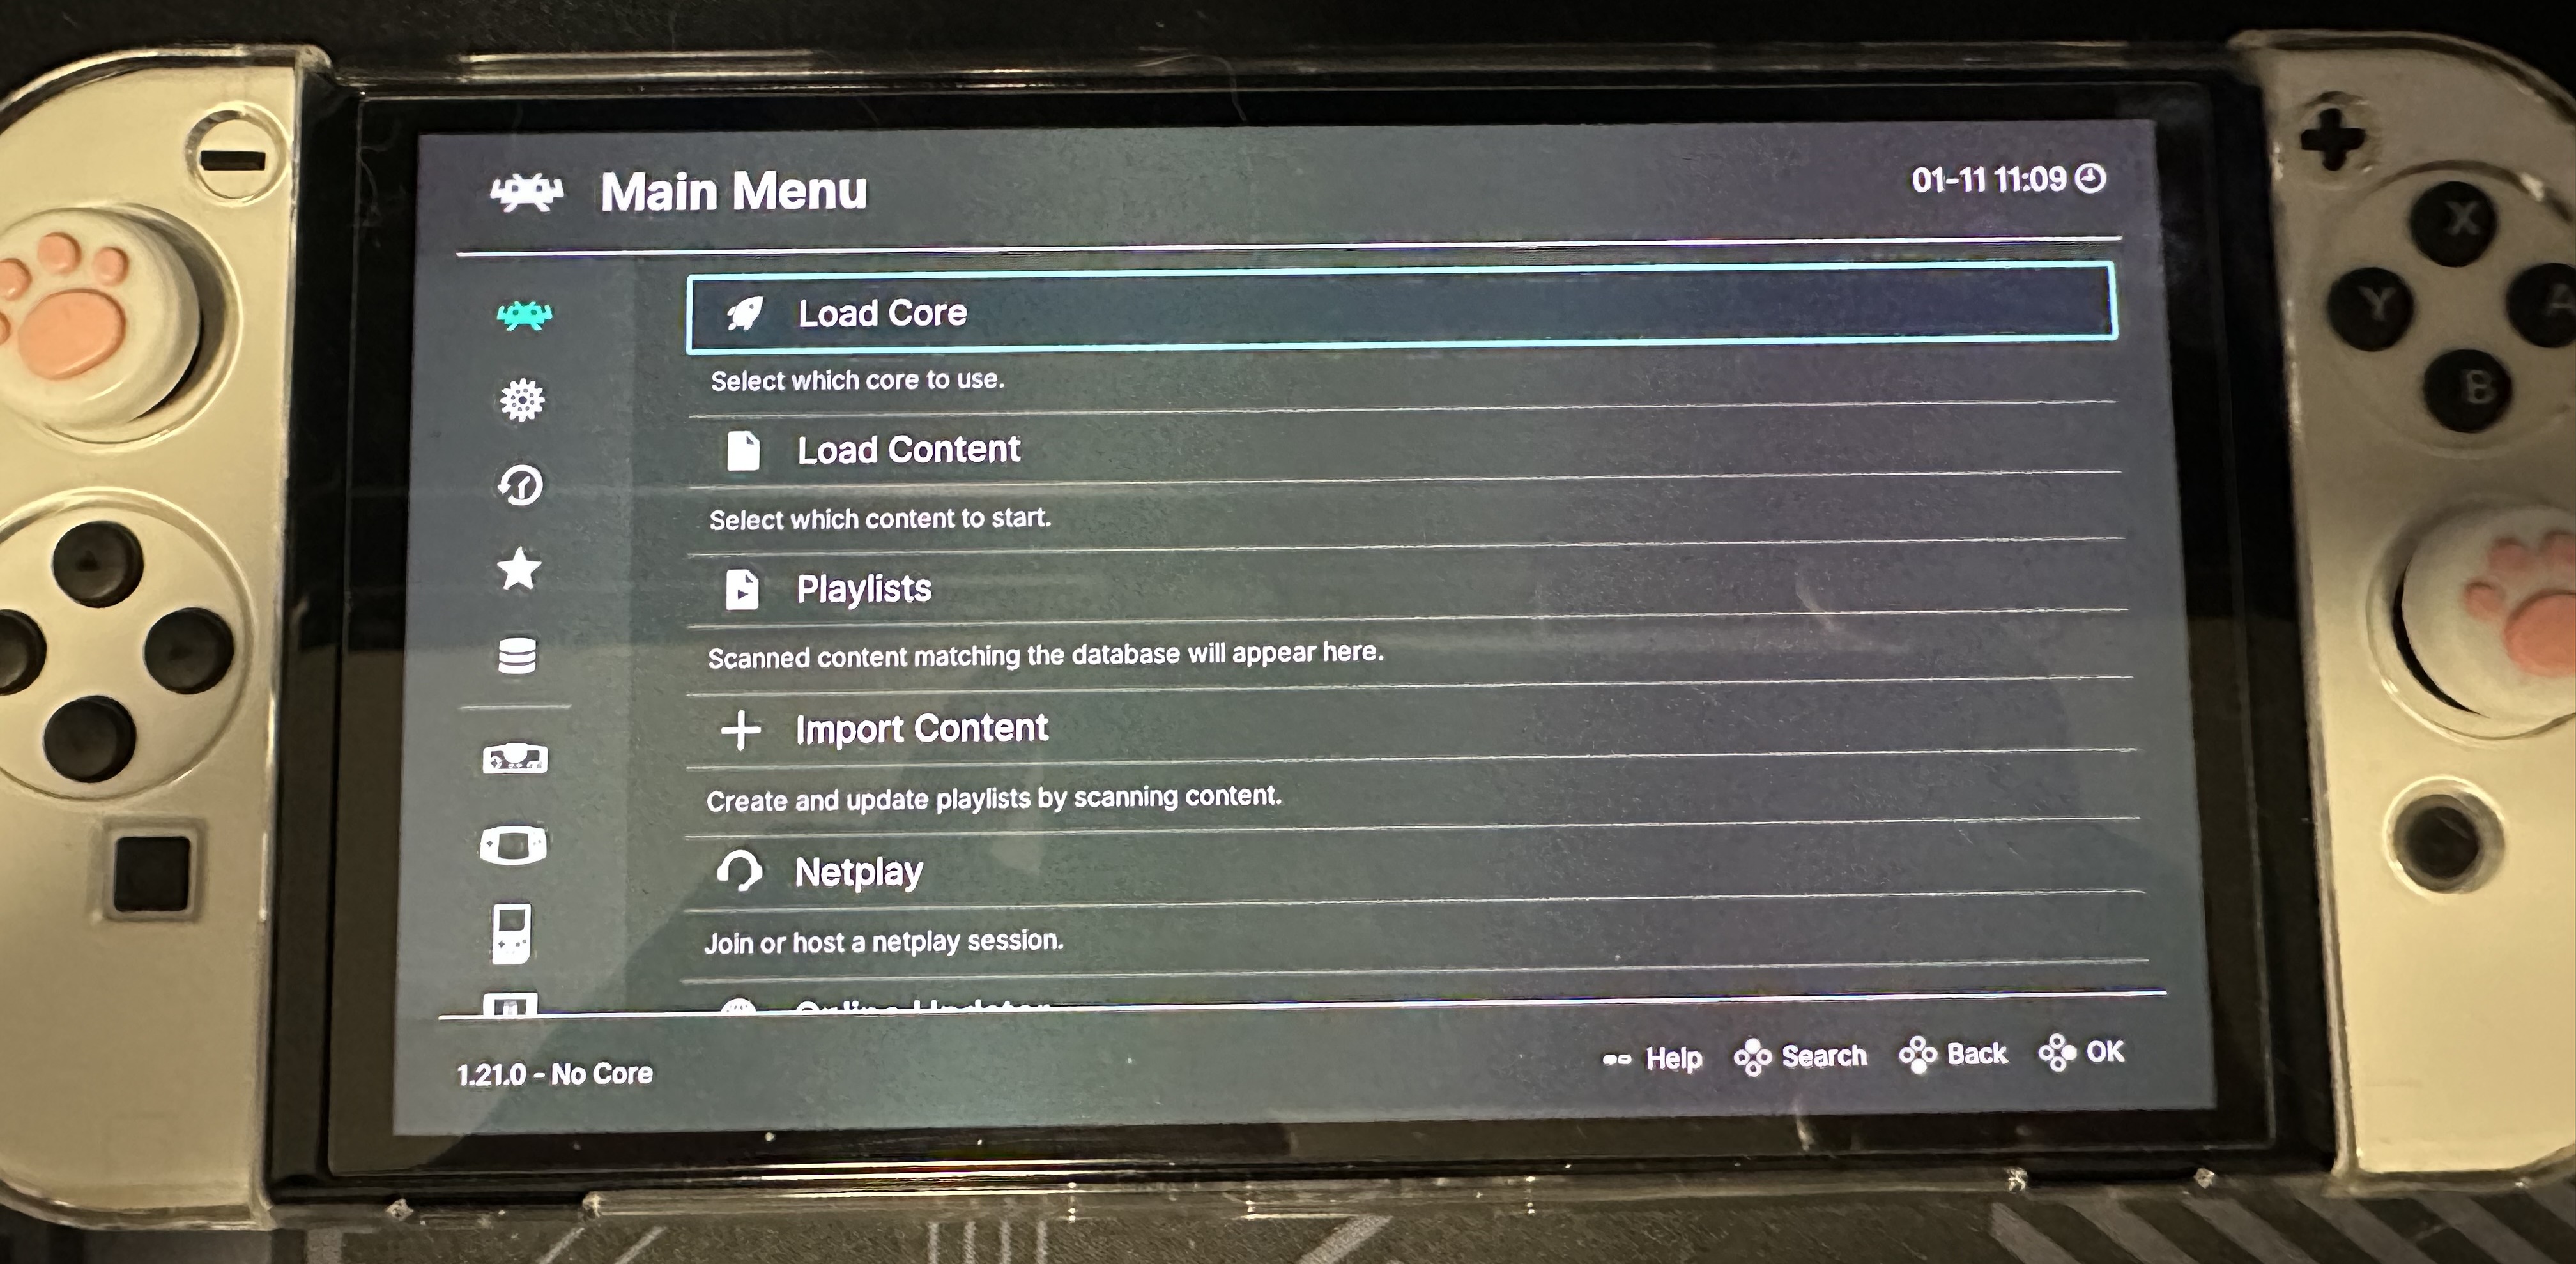 Main Menu
01-11 11:09
Load Core
Select which core to use.
Load Content
Select which content to start.
Playlists
Scanned content matching the database will appear here.
Import Content
Create and update playlists by scanning content.
Netplay
Join or host a netplay session.
Online Updater
1.21.0 - No Core
Help
Search
Back
OK
X
Y
A
B